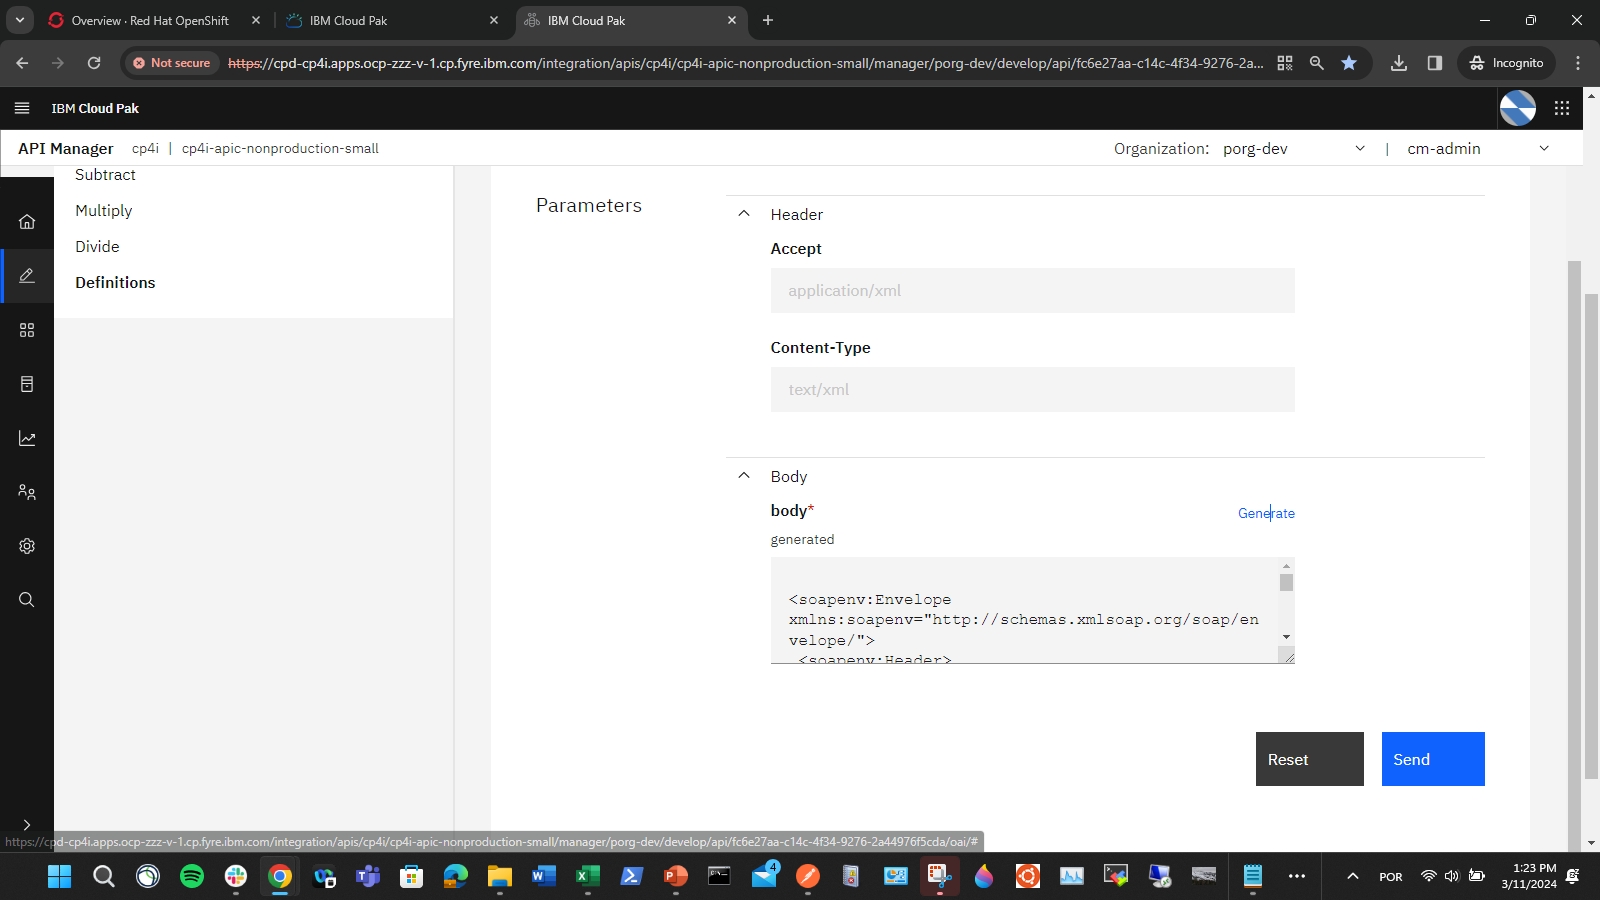 Overview · Red Hat OpenShift
IBM Cloud Pak
IBM Cloud Pak
Not secure
https://cpd-cp4i.apps.ocp-zzz-v-1.cp.fyre.ibm.com/integration/apis/cp4i/cp4i-apic-nonproduction-small/manager/porg-dev/develop/api/fc6e27aa-c14c-4f34-9276-2a...
Incognito
IBM Cloud Pak
API Manager cp4i | cp4i-apic-nonproduction-small
Organization: porg-dev | cm-admin
Subtract
Multiply
Divide
Definitions
Parameters
Header
Accept
application/xml
Content-Type
text/xml
Body
body*
Generate
generated
<soapenv:Envelope
xmlns:soapenv="http://schemas.xmlsoap.org/soap/en
velope/">
<soapenv:Header>
Reset
Send
https://cpd-cp4i.apps.ocp-zzz-v-1.cp.fyre.ibm.com/integration/apis/cp4i/cp4i-apic-nonproduction-small/manager/porg-dev/develop/api/fc6e27aa-c14c-4f34-9276-2a44976f5cda/oai/#
4
POR
1:23 PM
3/11/2024